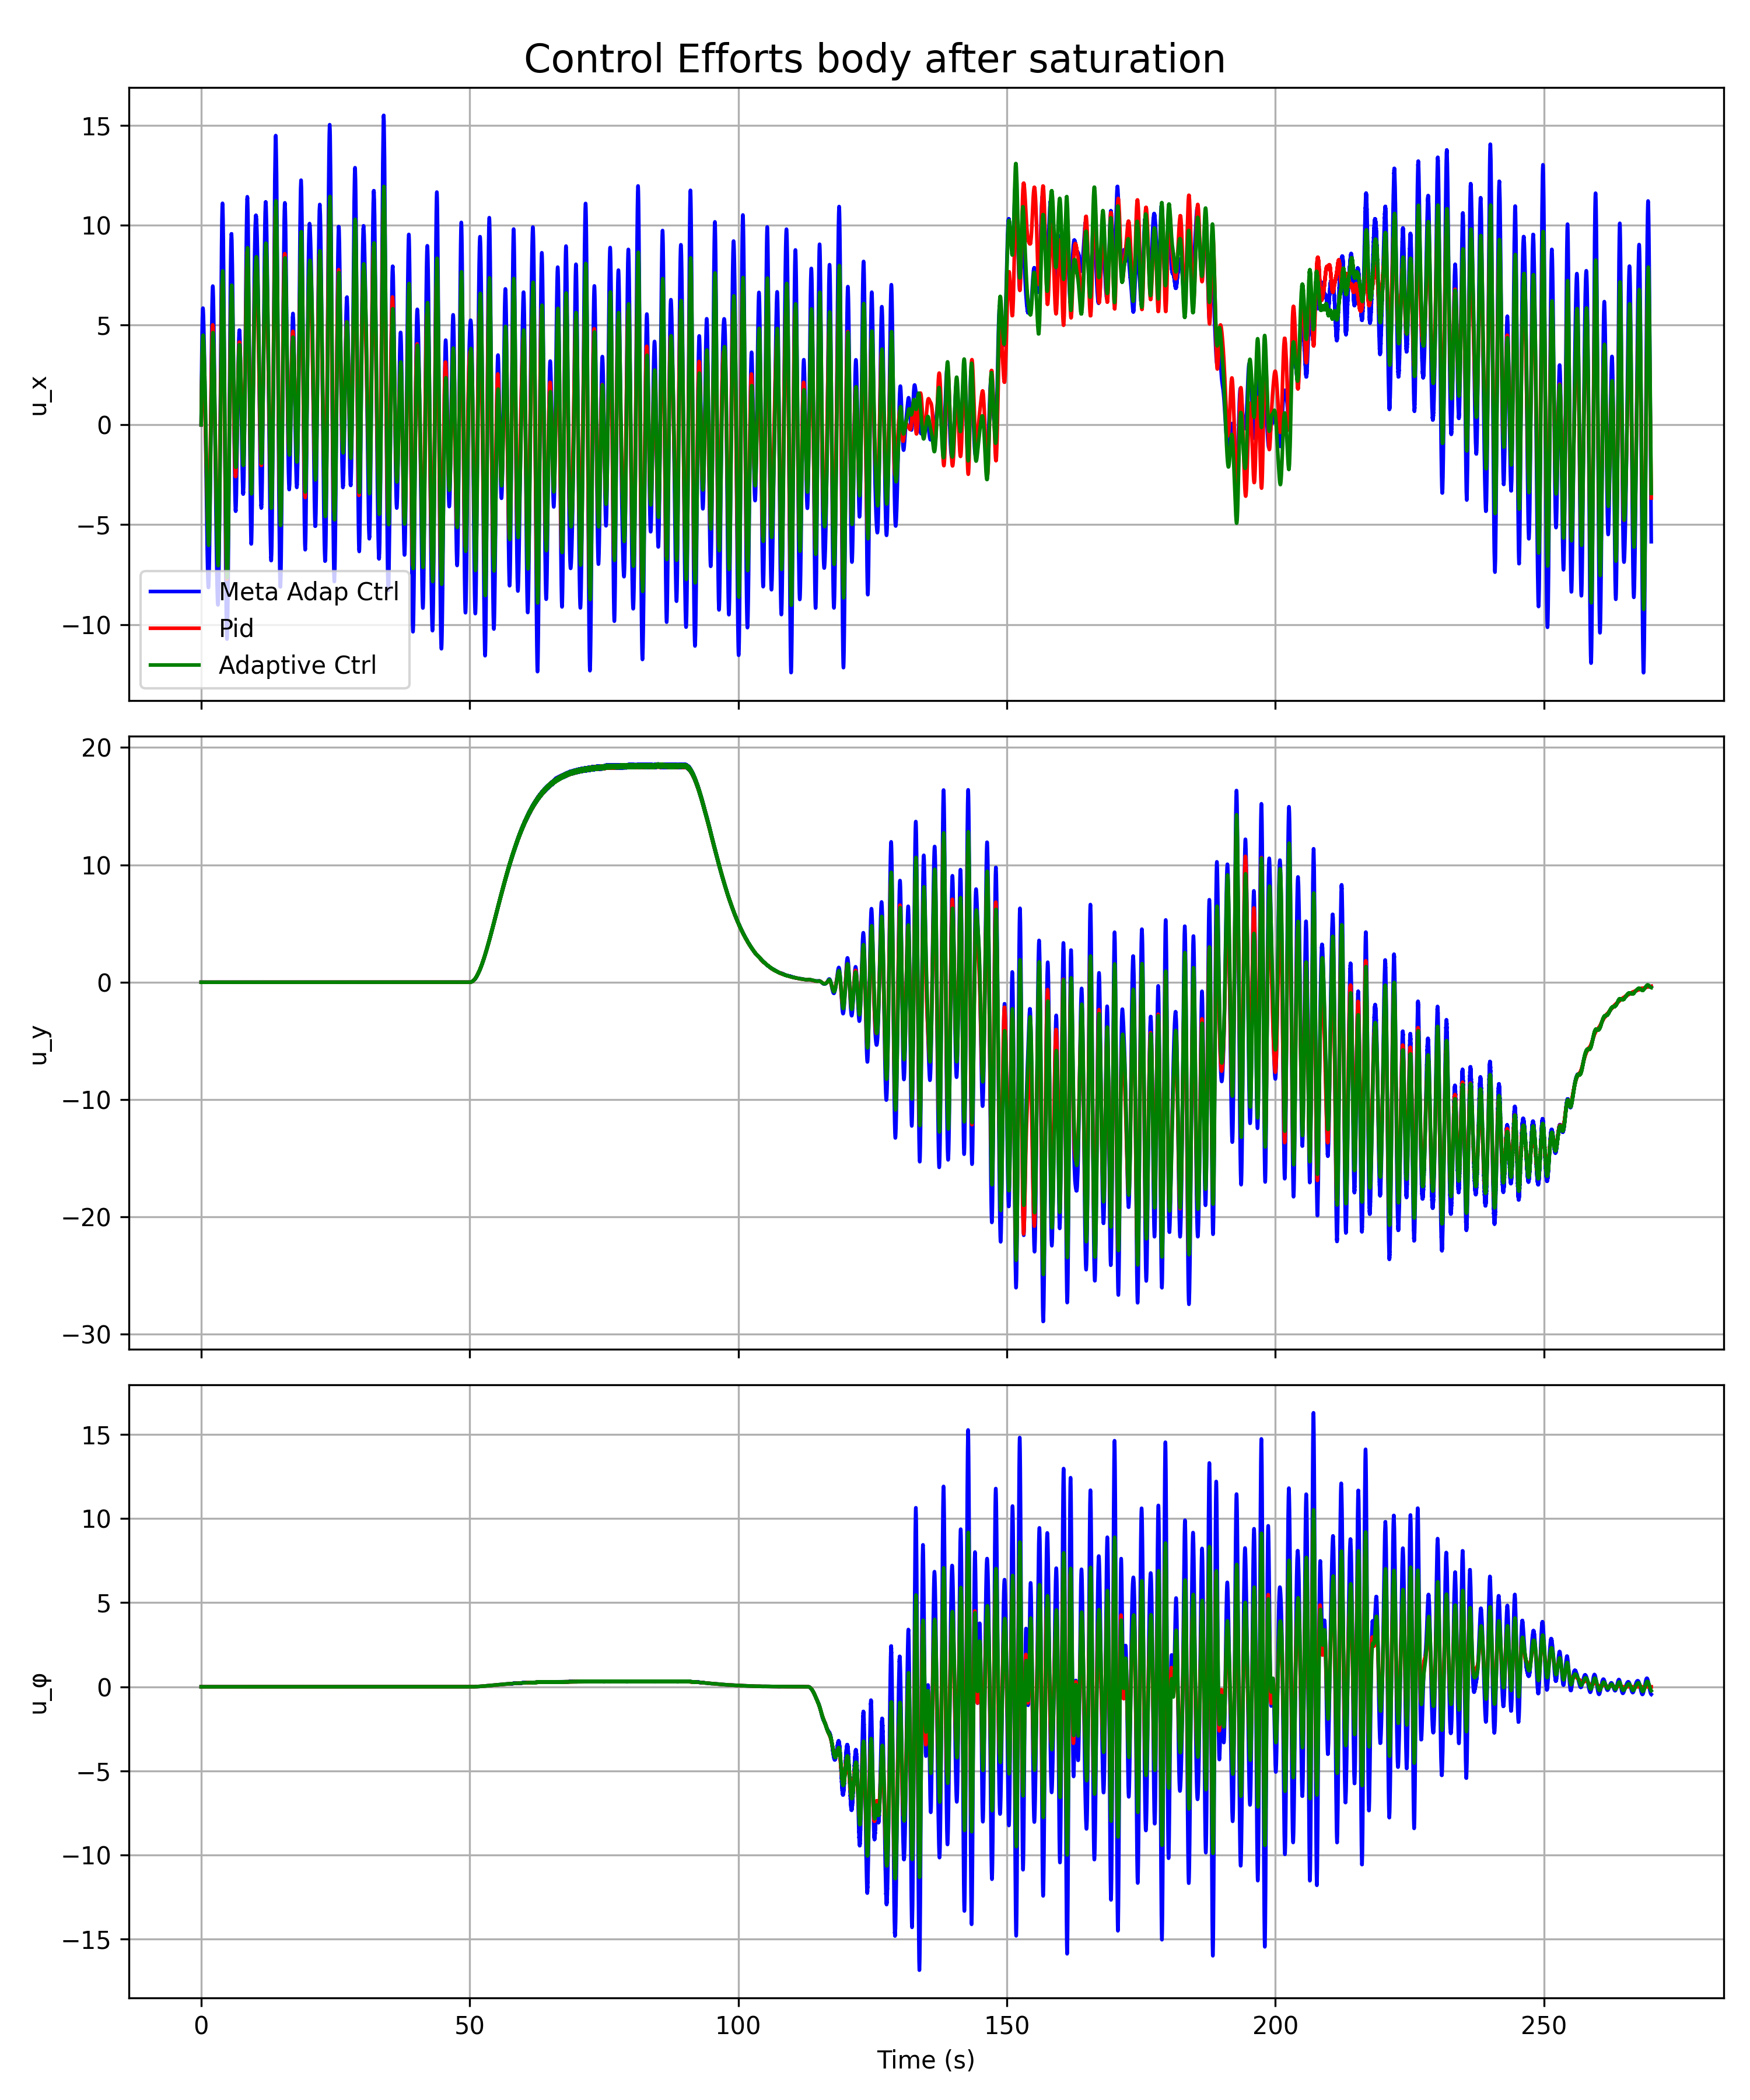 Control Efforts body after saturation
15
10
5
0
−5
−10
u_x
Meta Adap Ctrl
Pid
Adaptive Ctrl
20
10
0
−10
−20
−30
u_y
15
10
5
0
−5
−10
−15
u_φ
0 50 100 150 200 250
Time (s)